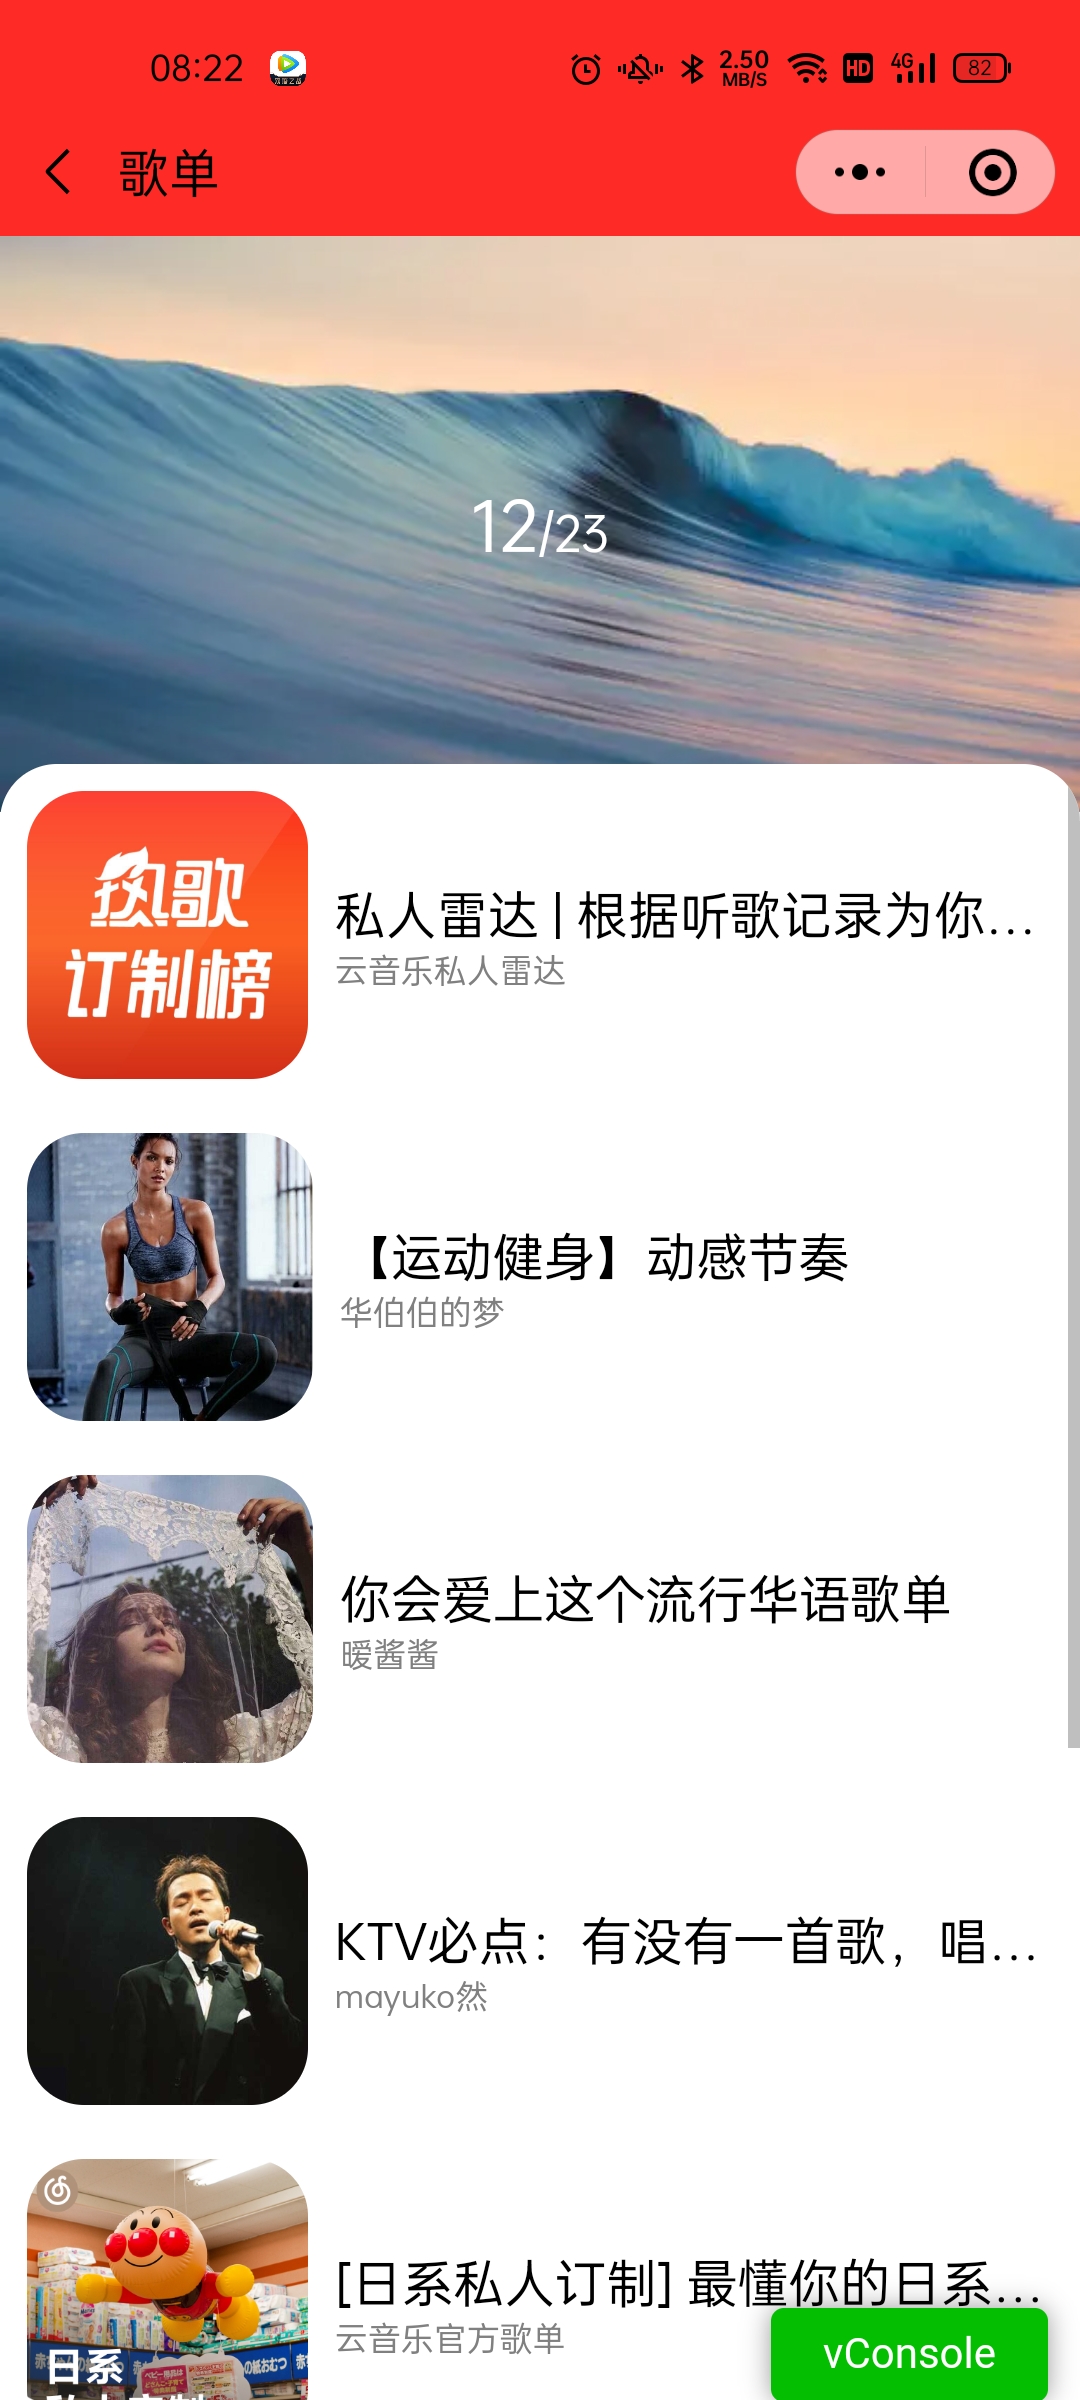 08:22
2.50
MB/S
HD
4G
82
歌单
12/23
热歌
订制榜
私人雷达 | 根据听歌记录为你…
云音乐私人雷达
【运动健身】动感节奏
华伯伯的梦
你会爱上这个流行华语歌单
暧酱酱
KTV必点：有没有一首歌，唱…
mayuko然
[日系私人订制] 最懂你的日系…
云音乐官方歌单
日系
vConsole